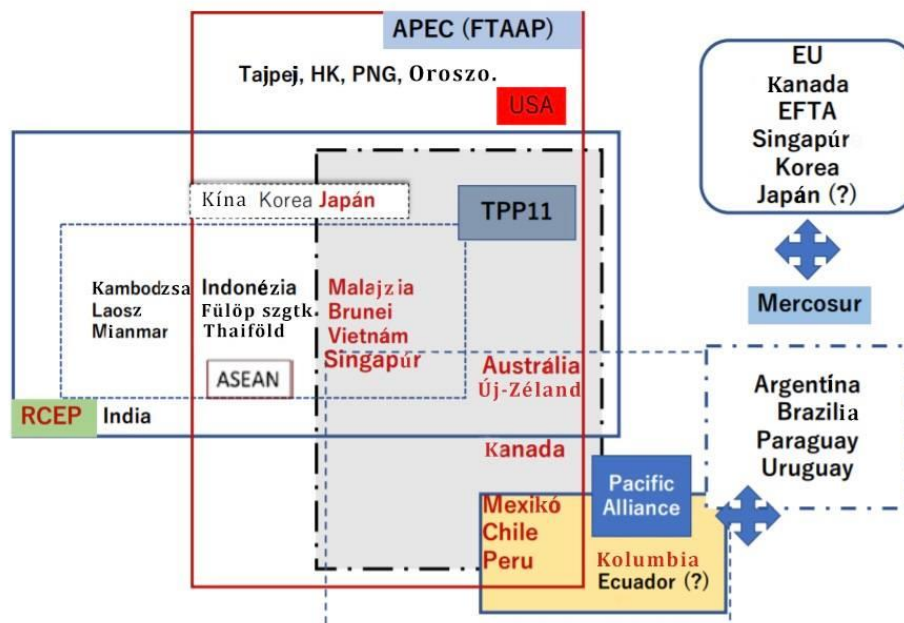 APEC (FTAAP)
Tajpej, HK, PNG, Oroszo.
USA
EU
Kanada
EFTA
Singapúr
Korea
Japán (?)
Kína Korea Japán
TPP11
Kambodzsa
Laosz
Mianmar
Indonézia
Fülöp szgtk.
Thaiföld
Malajzia
Brunei
Vietnám
Szingapúr
ASEAN
Ausztrália
Új-Zéland
RCEP India
Kanada
Mercosur
Argentína
Brazilia
Paraguay
Uruguay
Pacific
Alliance
Mexikó
Chile
Peru
Kolumbia
Ecuador (?)